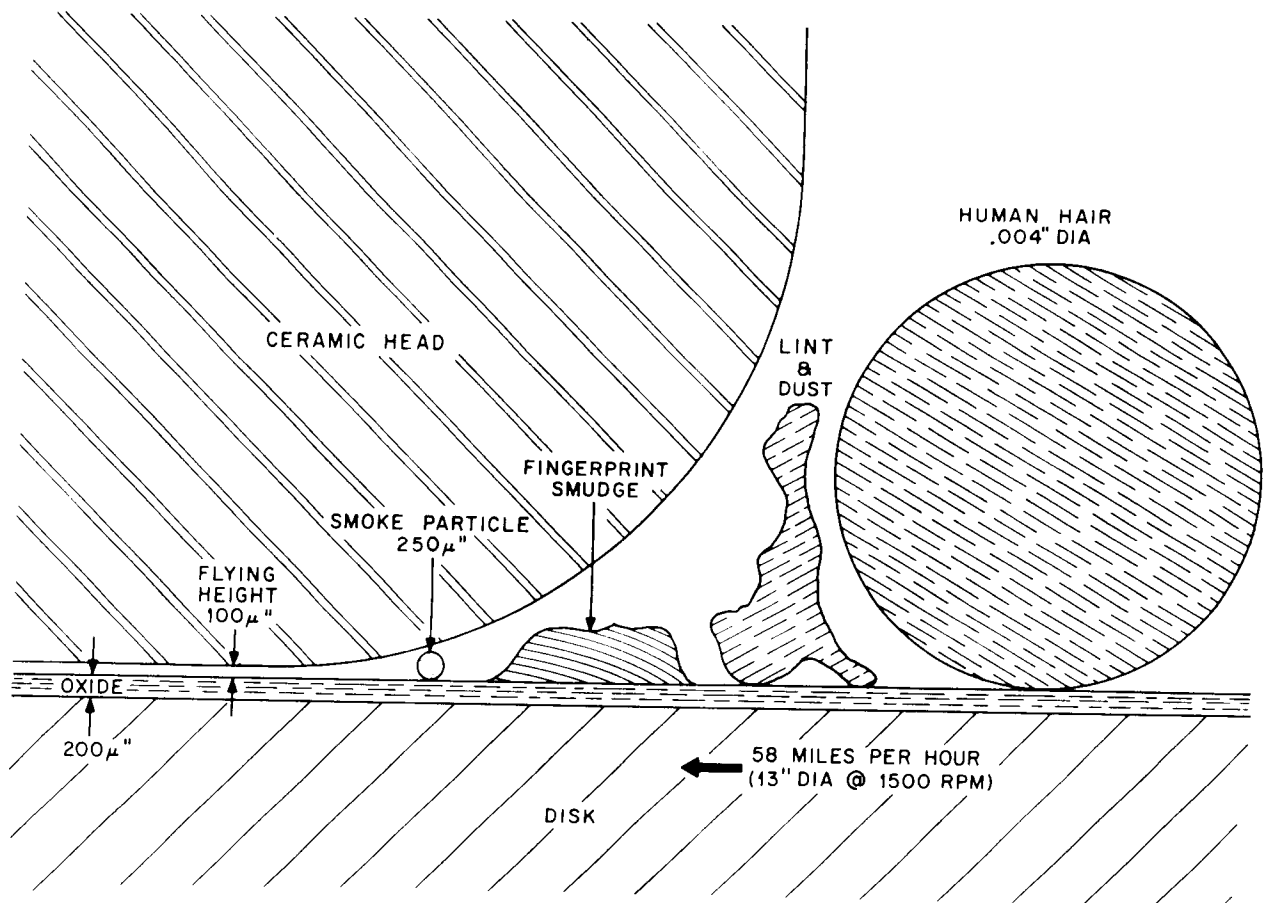 HUMAN HAIR
.004" DIA
CERAMIC HEAD
LINT
&
DUST
FINGERPRINT
SMUDGE
SMOKE PARTICLE
250μ"
FLYING
HEIGHT
100μ"
OXIDE
200μ"
58 MILES PER HOUR
(13" DIA @ 1500 RPM)
DISK